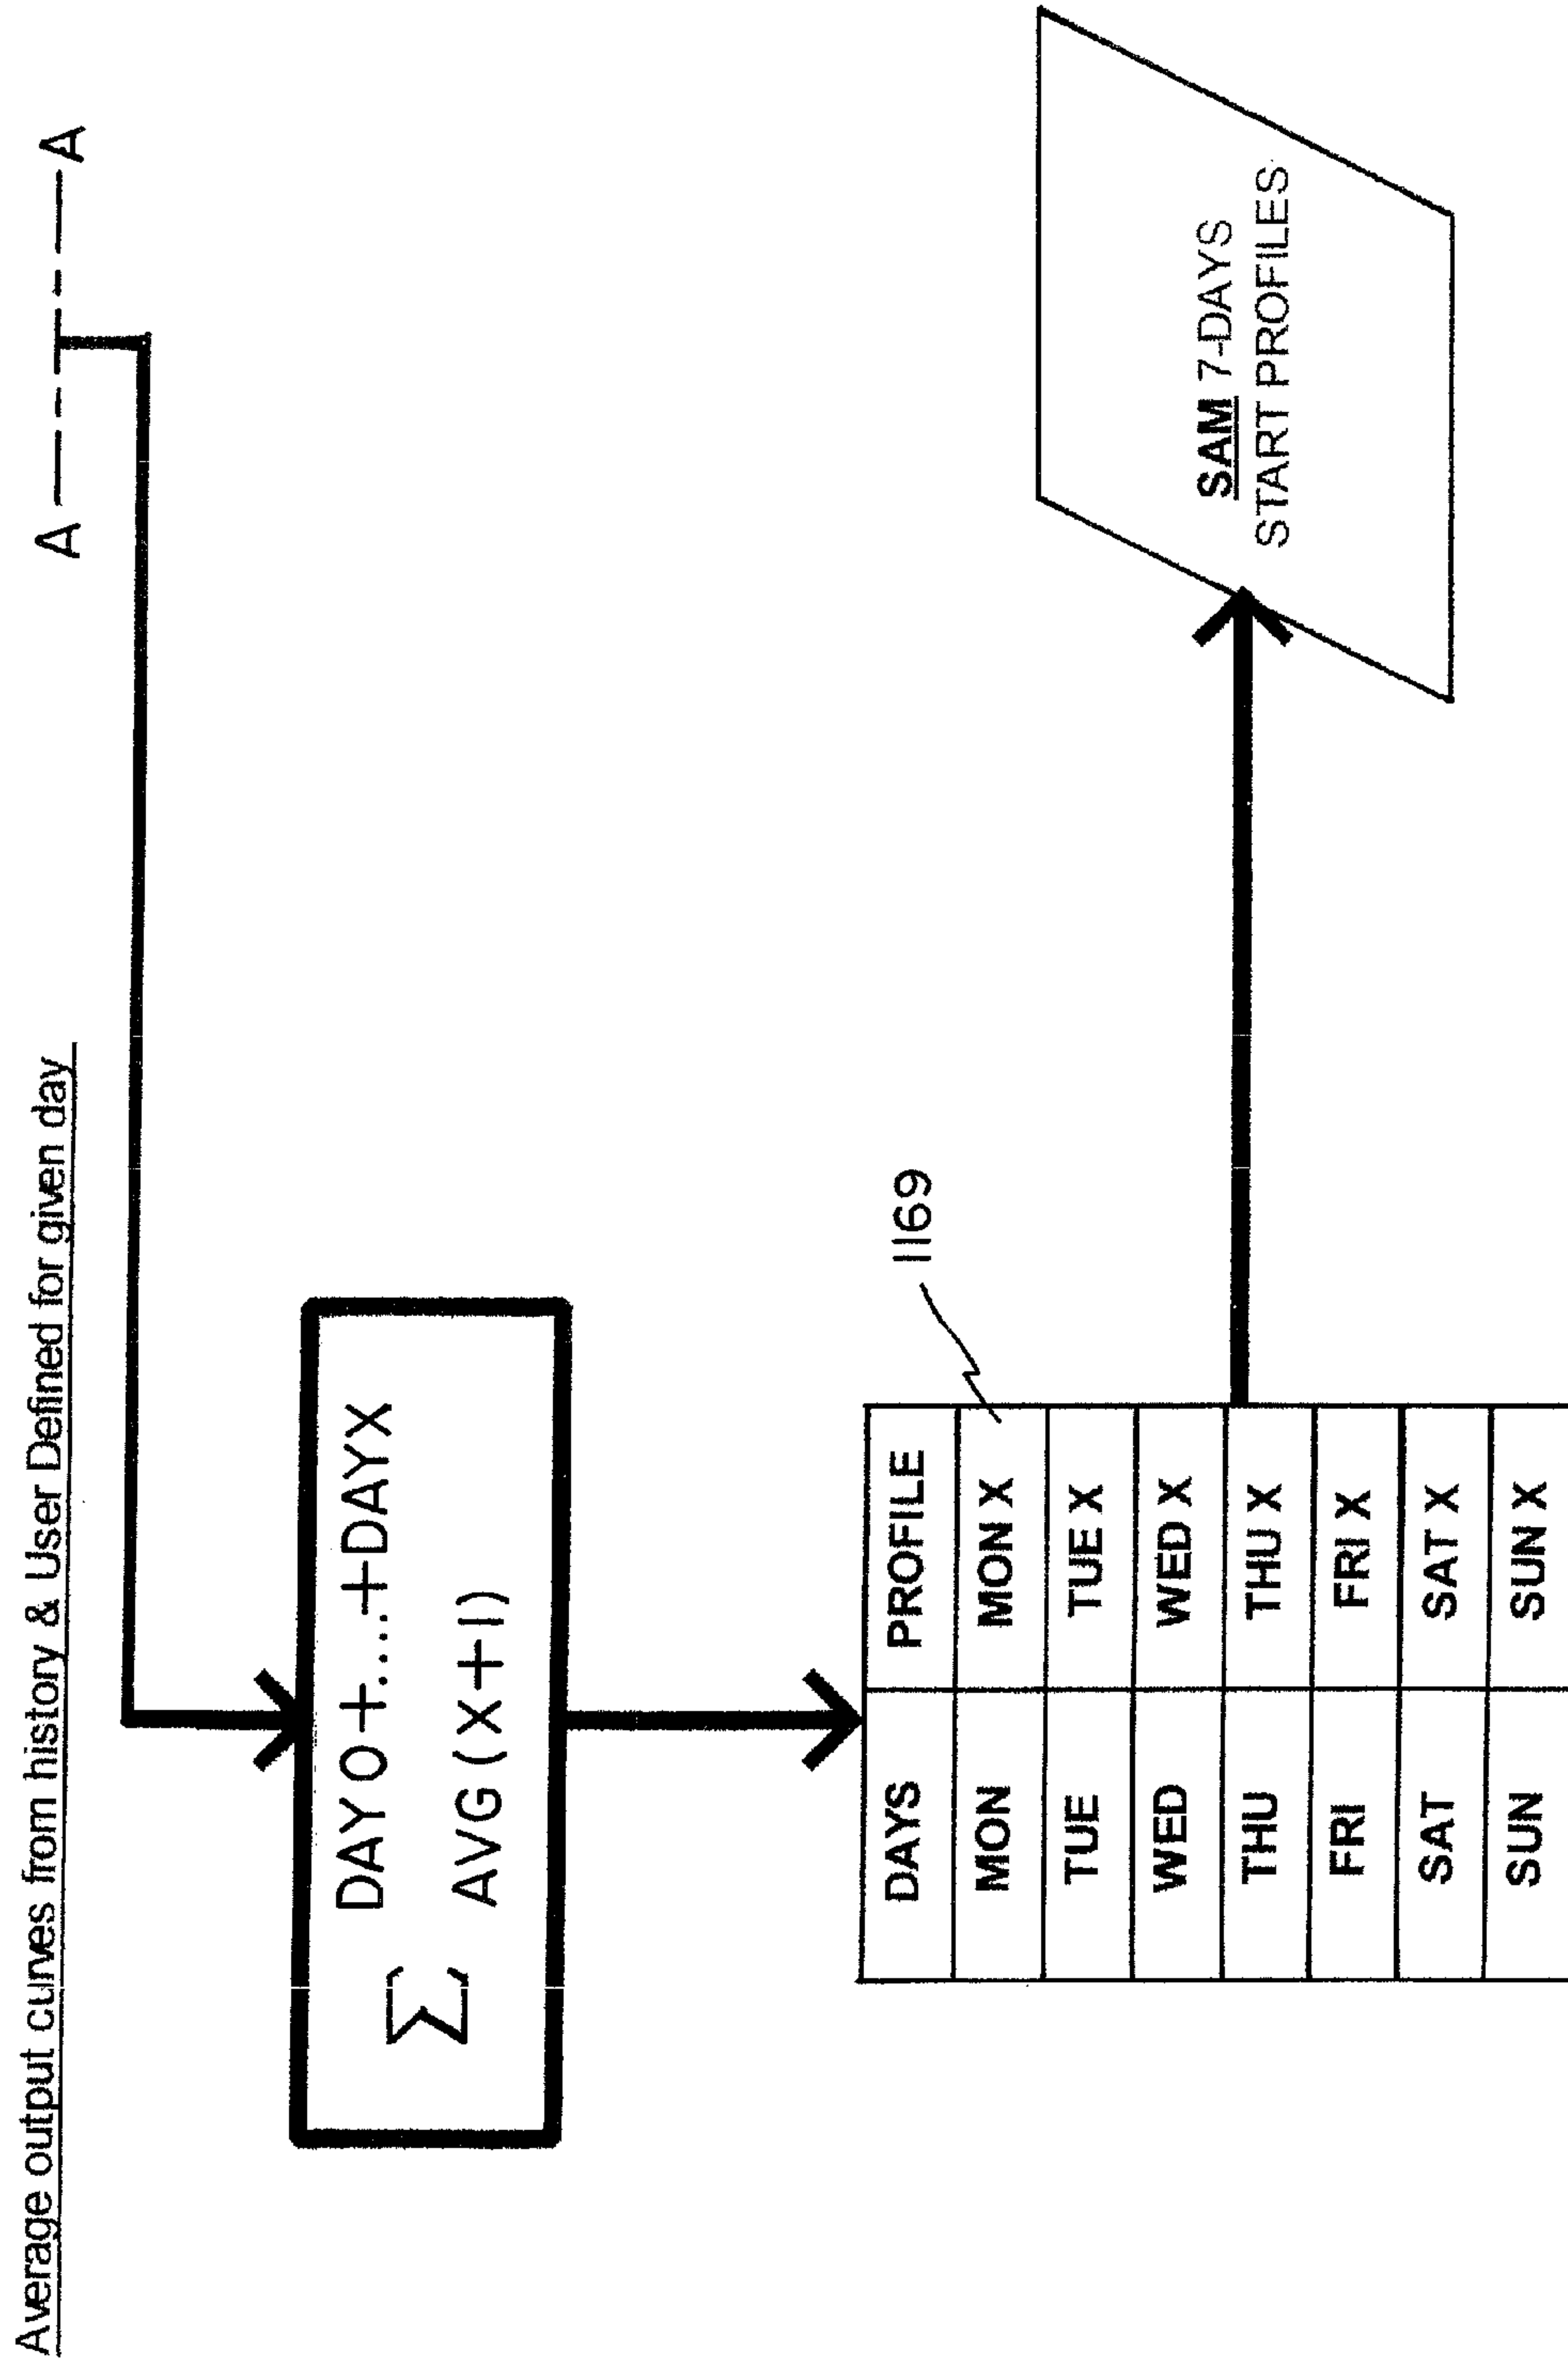 Average output curves from history & User Defined for given day
A A
DAY 0 +....+DAYX
Σ
AVG (X+1)
1169
DAYS PROFILE
MON MON X
TUE TUE X
WED WED X
THU THU X
FRI FRI X
SAT SAT X
SUN SUN X
SAM 7-DAYS
START PROFILES